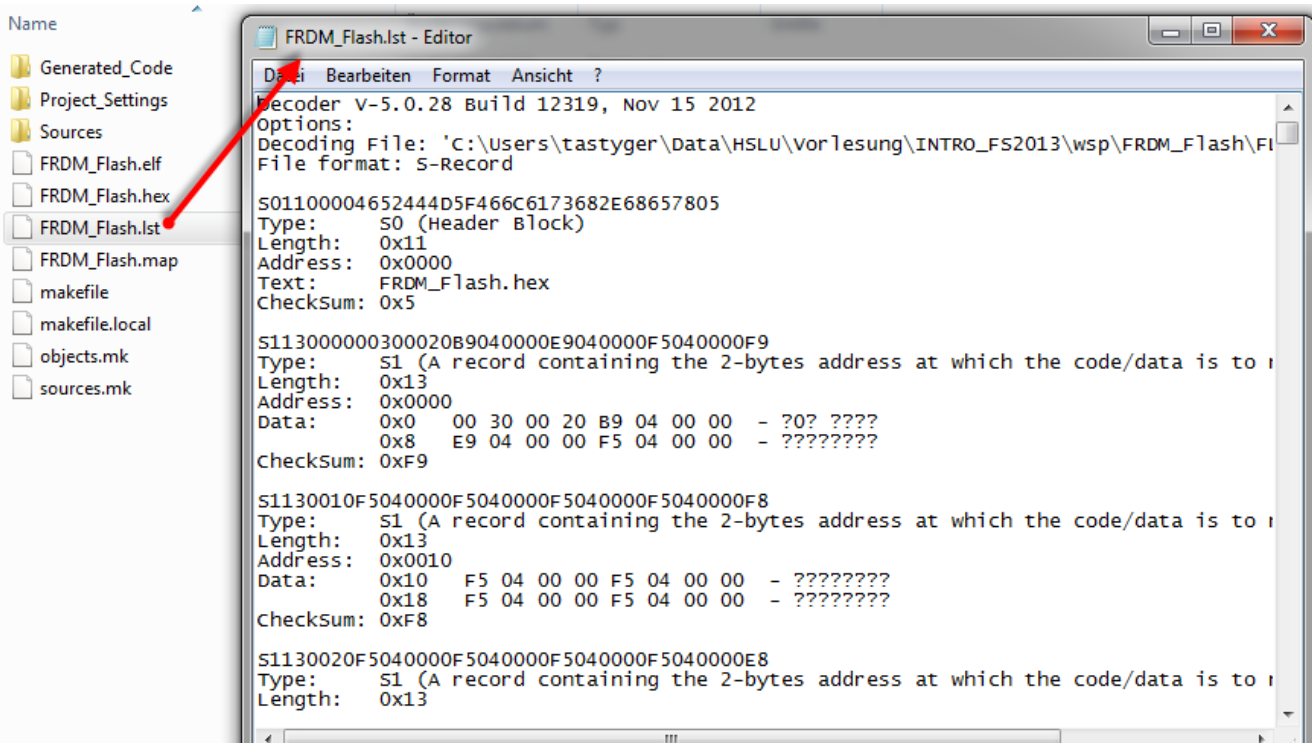 Name
Generated_Code
Project_Settings
Sources
FRDM_Flash.elf
FRDM_Flash.hex
FRDM_Flash.lst
FRDM_Flash.map
makefile
makefile.local
objects.mk
sources.mk
FRDM_Flash.lst - Editor
Datei Bearbeiten Format Ansicht ?
Decoder V-5.0.28 Build 12319, Nov 15 2012
Options:
Decoding File: 'C:\Users\tastyger\Data\HSLU\Vorlesung\INTRO_FS2013\wsp\FRDM_Flash\FL
File format: S-Record
S01100004652444D5F466C6173682E68657805
Type: S0 (Header Block)
Length: 0x11
Address: 0x0000
Text: FRDM_Flash.hex
CheckSum: 0x5
S113000000300020B9040000E9040000F5040000F9
Type: S1 (A record containing the 2-bytes address at which the code/data is to r
Length: 0x13
Address: 0x0000
Data: 0x0 00 30 00 20 B9 04 00 00 - ?0? ????
0x8 E9 04 00 00 F5 04 00 00 - ????????
CheckSum: 0xF9
S1130010F5040000F5040000F5040000F5040000F8
Type: S1 (A record containing the 2-bytes address at which the code/data is to r
Length: 0x13
Address: 0x0010
Data: 0x10 F5 04 00 00 F5 04 00 00 - ????????
0x18 F5 04 00 00 F5 04 00 00 - ????????
CheckSum: 0xF8
S1130020F5040000F5040000F5040000F5040000E8
Type: S1 (A record containing the 2-bytes address at which the code/data is to r
Length: 0x13